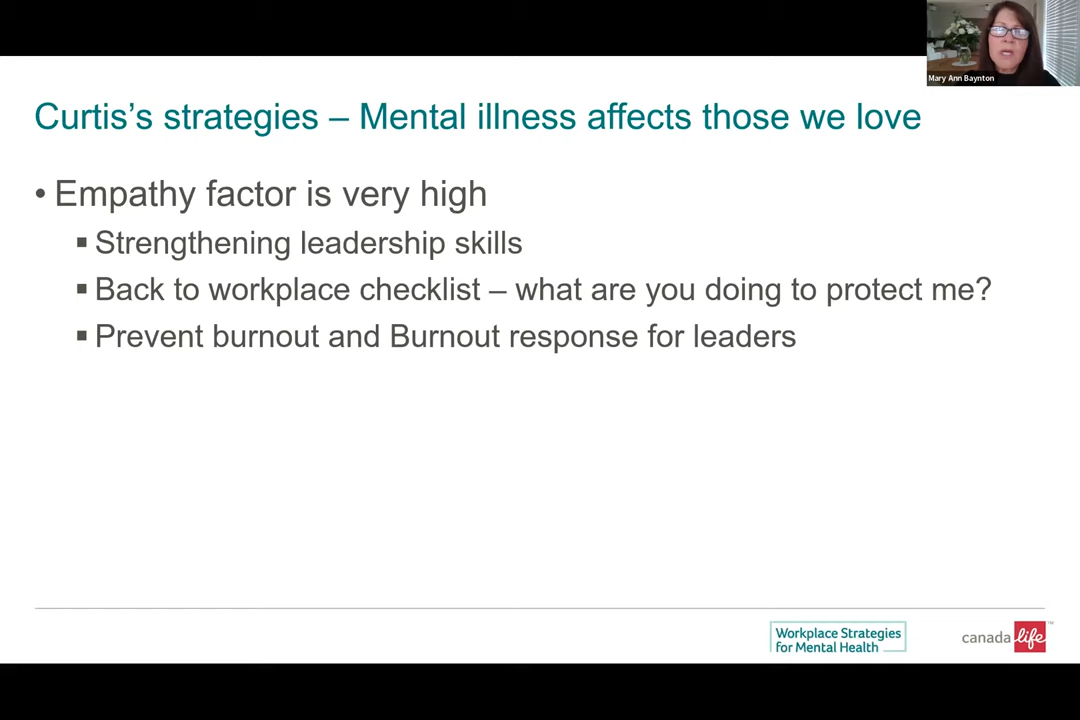 Mary Ann Baynton
Curtis’s strategies – Mental illness affects those we love
• Empathy factor is very high
▪ Strengthening leadership skills
▪ Back to workplace checklist – what are you doing to protect me?
▪ Prevent burnout and Burnout response for leaders
Workplace Strategies
for Mental Health
canada life™